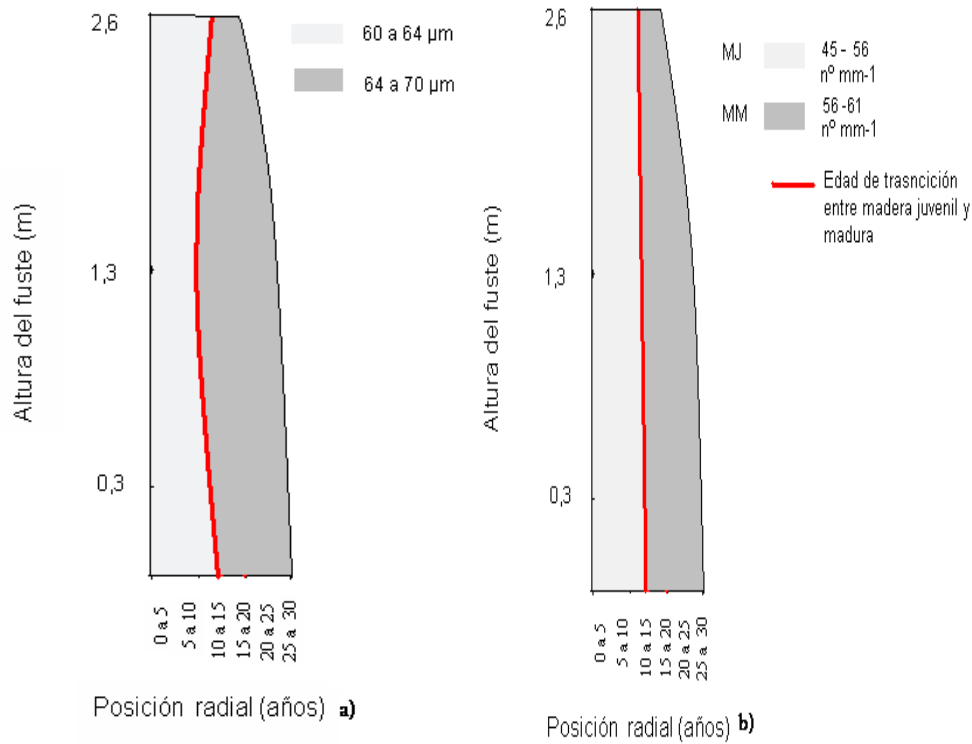 2,6
1,3
0,3
Altura del fuste (m)
60 a 64 µm
64 a 70 µm
0 a 5
5 a 10
10 a 15
15 a 20
20 a 25
25 a 30
Posición radial (años) a)
2,6
1,3
0,3
Altura del fuste (m)
MJ 45 - 56
nº mm-1
MM 56 -61
nº mm-1
Edad de trasncición
entre madera juvenil y
madura
0 a 5
5 a 10
10 a 15
15 a 20
20 a 25
25 a 30
Posición radial (años) b)